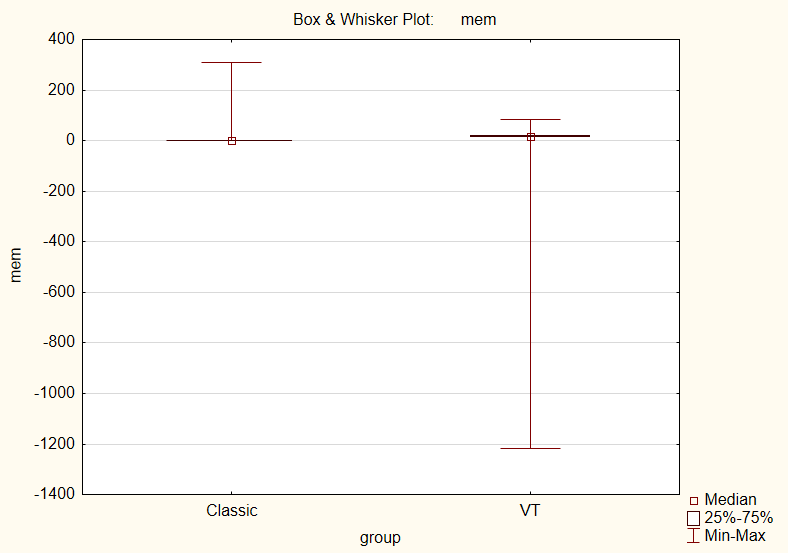 Box & Whisker Plot: mem
400
200
0
-200
-400
-600
-800
-1000
-1200
-1400
mem
Classic
VT
group
Median
25%-75%
Min-Max